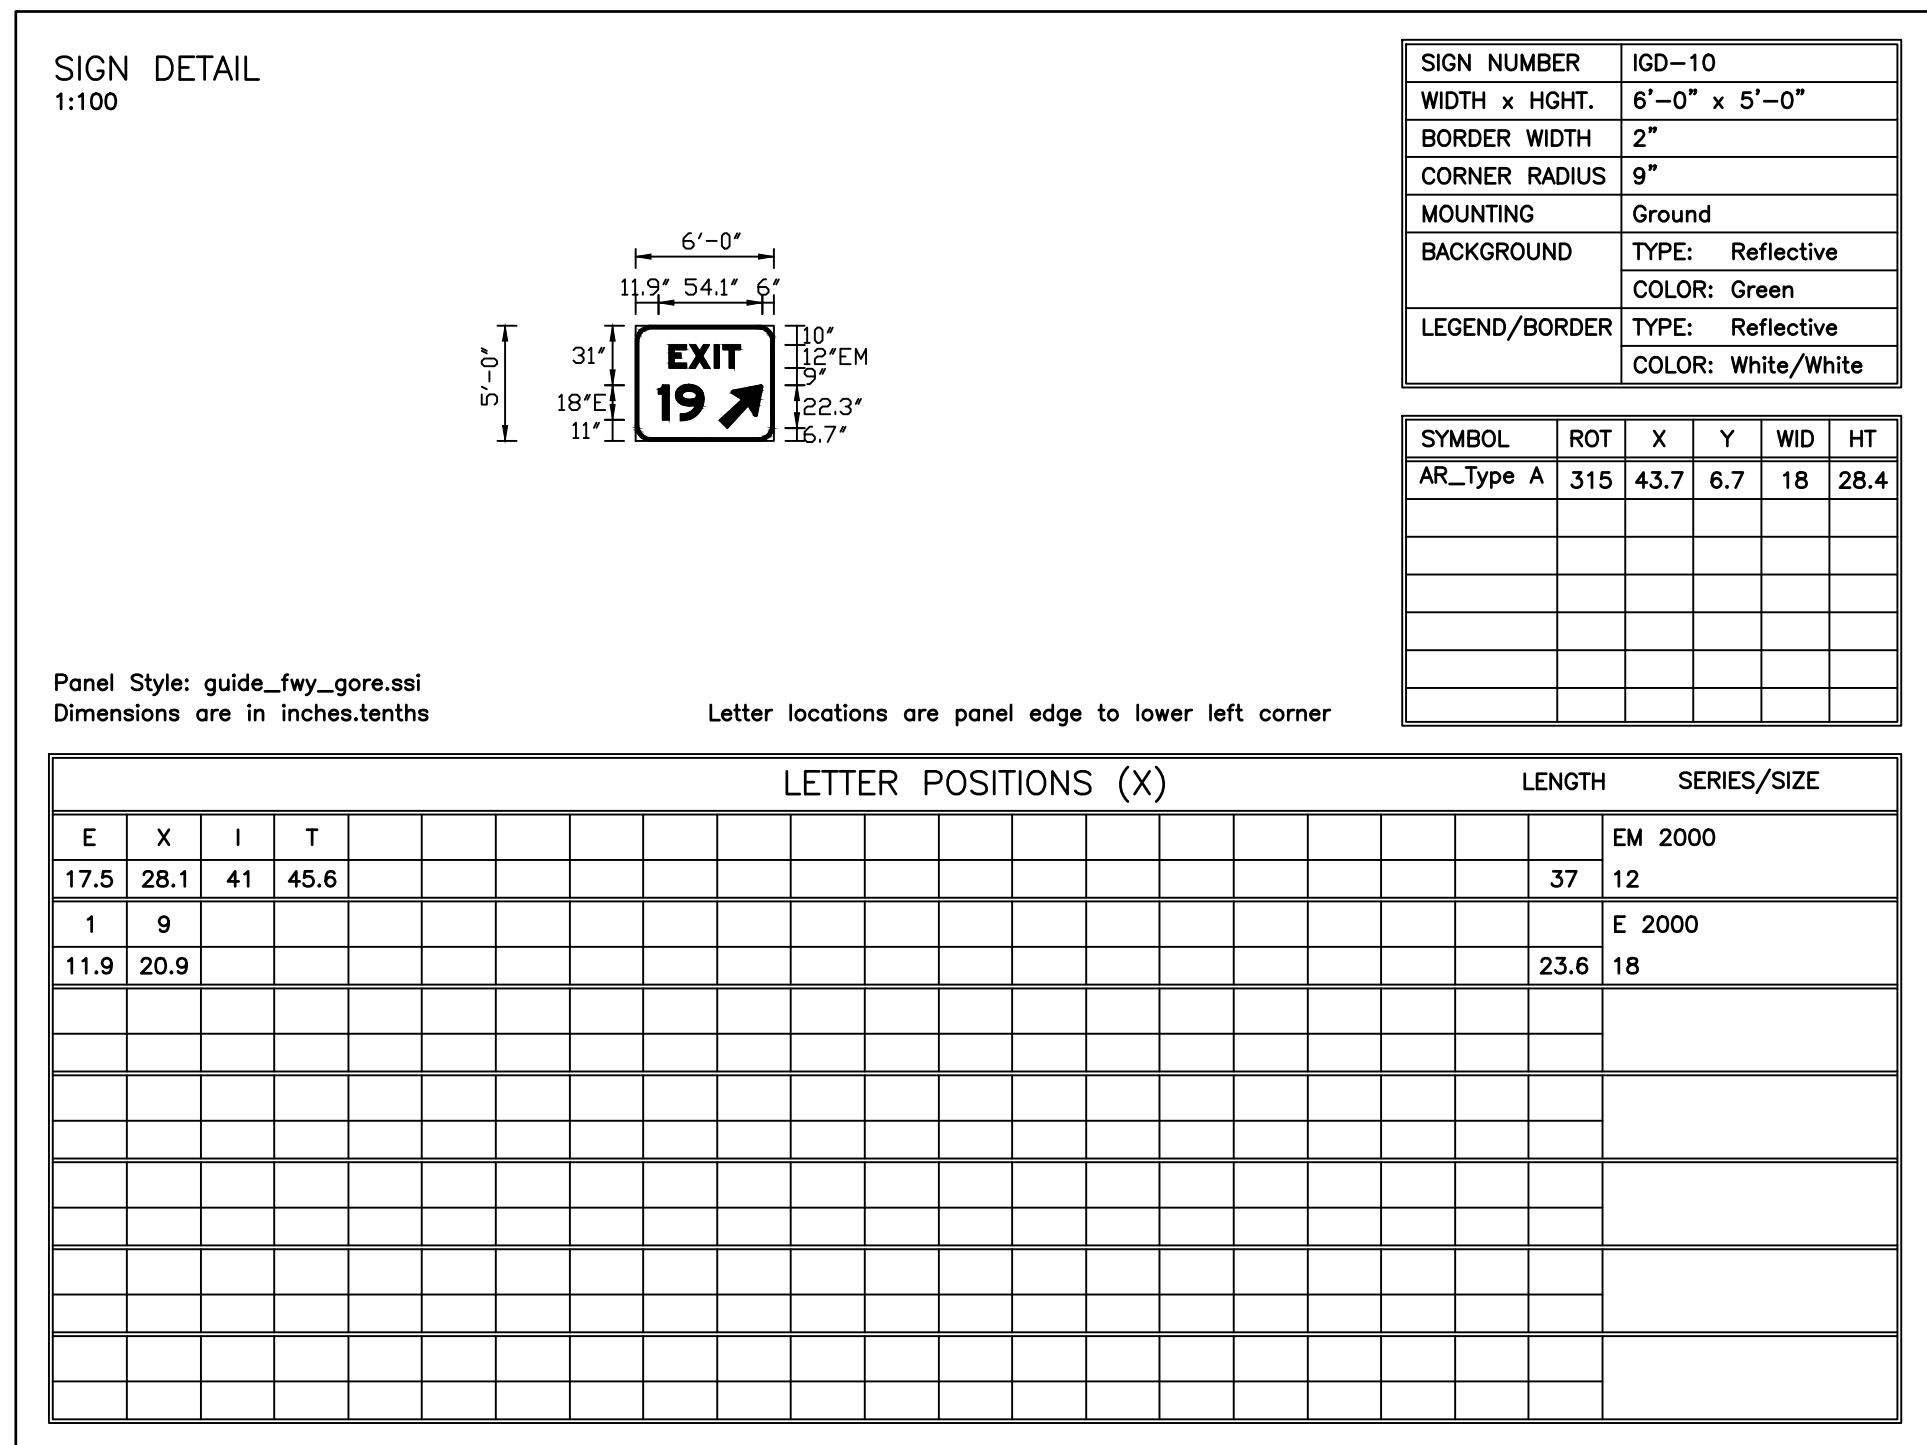 SIGN DETAIL
1:100
6'-0"
11.9" 54.1" 6"
5'-0"
31"
18"E
11"
EXIT
19
10"
12"EM
9"
22.3"
6.7"
SIGN NUMBER IGD-10
WIDTH x HGHT. 6'-0" x 5'-0"
BORDER WIDTH 2"
CORNER RADIUS 9"
MOUNTING Ground
BACKGROUND TYPE: Reflective
COLOR: Green
LEGEND/BORDER TYPE: Reflective
COLOR: White/White
SYMBOL ROT X Y WID HT
AR_Type A 315 43.7 6.7 18 28.4
Panel Style: guide_fwy_gore.ssi
Dimensions are in inches.tenths
Letter locations are panel edge to lower left corner
LETTER POSITIONS (X) LENGTH SERIES/SIZE
E X I T EM 2000
17.5 28.1 41 45.6 37 12
1 9 E 2000
11.9 20.9 23.6 18